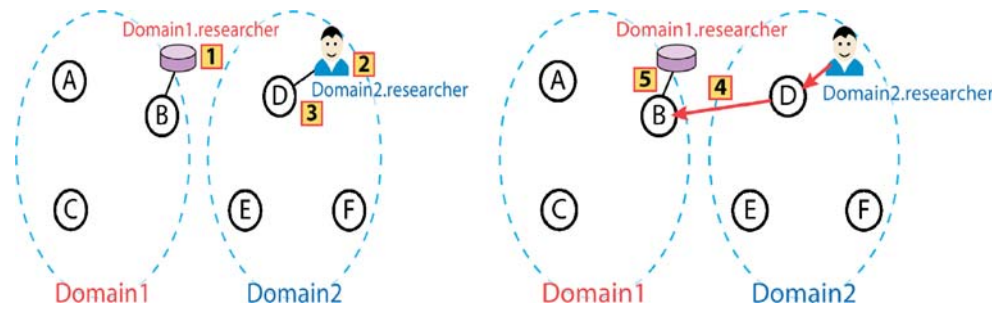 Domain1.researcher
1
A
2
D
Domain2.researcher
B
3
C
E
F
Domain1
Domain2
Domain1.researcher
A
5
4
D
Domain2.researcher
B
C
E
F
Domain1
Domain2